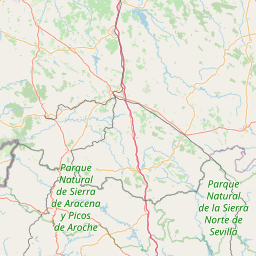 Parque
Natural
de Sierra
de Aracena
y Picos
de Aroche
Parque
Natural
de la Sierra
Norte de
Sevilla